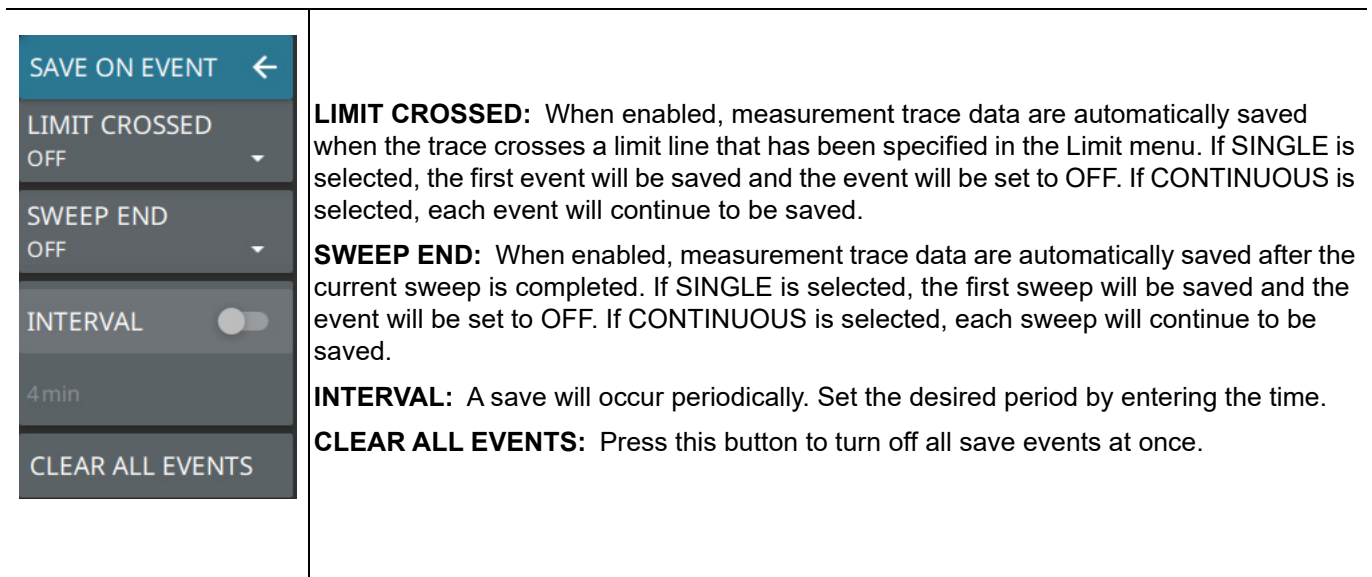 SAVE ON EVENT
LIMIT CROSSED
OFF
SWEEP END
OFF
INTERVAL
4min
CLEAR ALL EVENTS
LIMIT CROSSED: When enabled, measurement trace data are automatically saved
when the trace crosses a limit line that has been specified in the Limit menu. If SINGLE is
selected, the first event will be saved and the event will be set to OFF. If CONTINUOUS is
selected, each event will continue to be saved.
SWEEP END: When enabled, measurement trace data are automatically saved after the
current sweep is completed. If SINGLE is selected, the first sweep will be saved and the
event will be set to OFF. If CONTINUOUS is selected, each sweep will continue to be
saved.
INTERVAL: A save will occur periodically. Set the desired period by entering the time.
CLEAR ALL EVENTS: Press this button to turn off all save events at once.